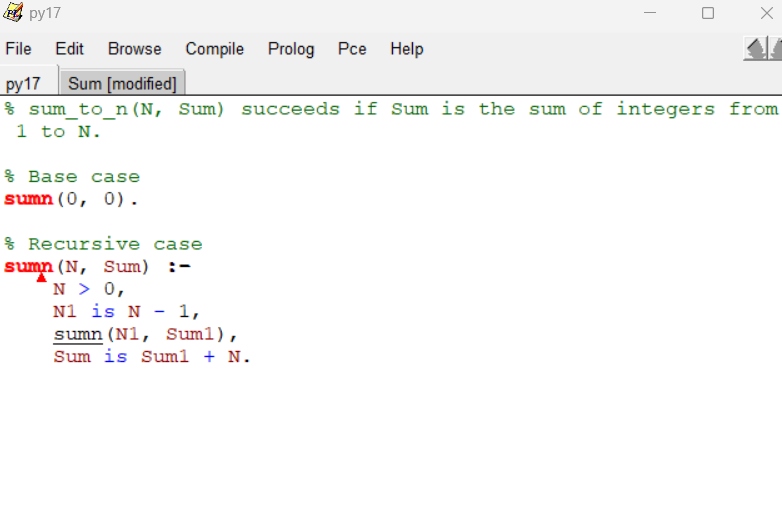 py17
File Edit Browse Compile Prolog Pce Help
py17 Sum [modified]
% sum_to_n(N, Sum) succeeds if Sum is the sum of integers from
1 to N.
% Base case
sumn(0, 0).
% Recursive case
sumn(N, Sum) :-
N > 0,
N1 is N - 1,
sumn(N1, Sum1),
Sum is Sum1 + N.